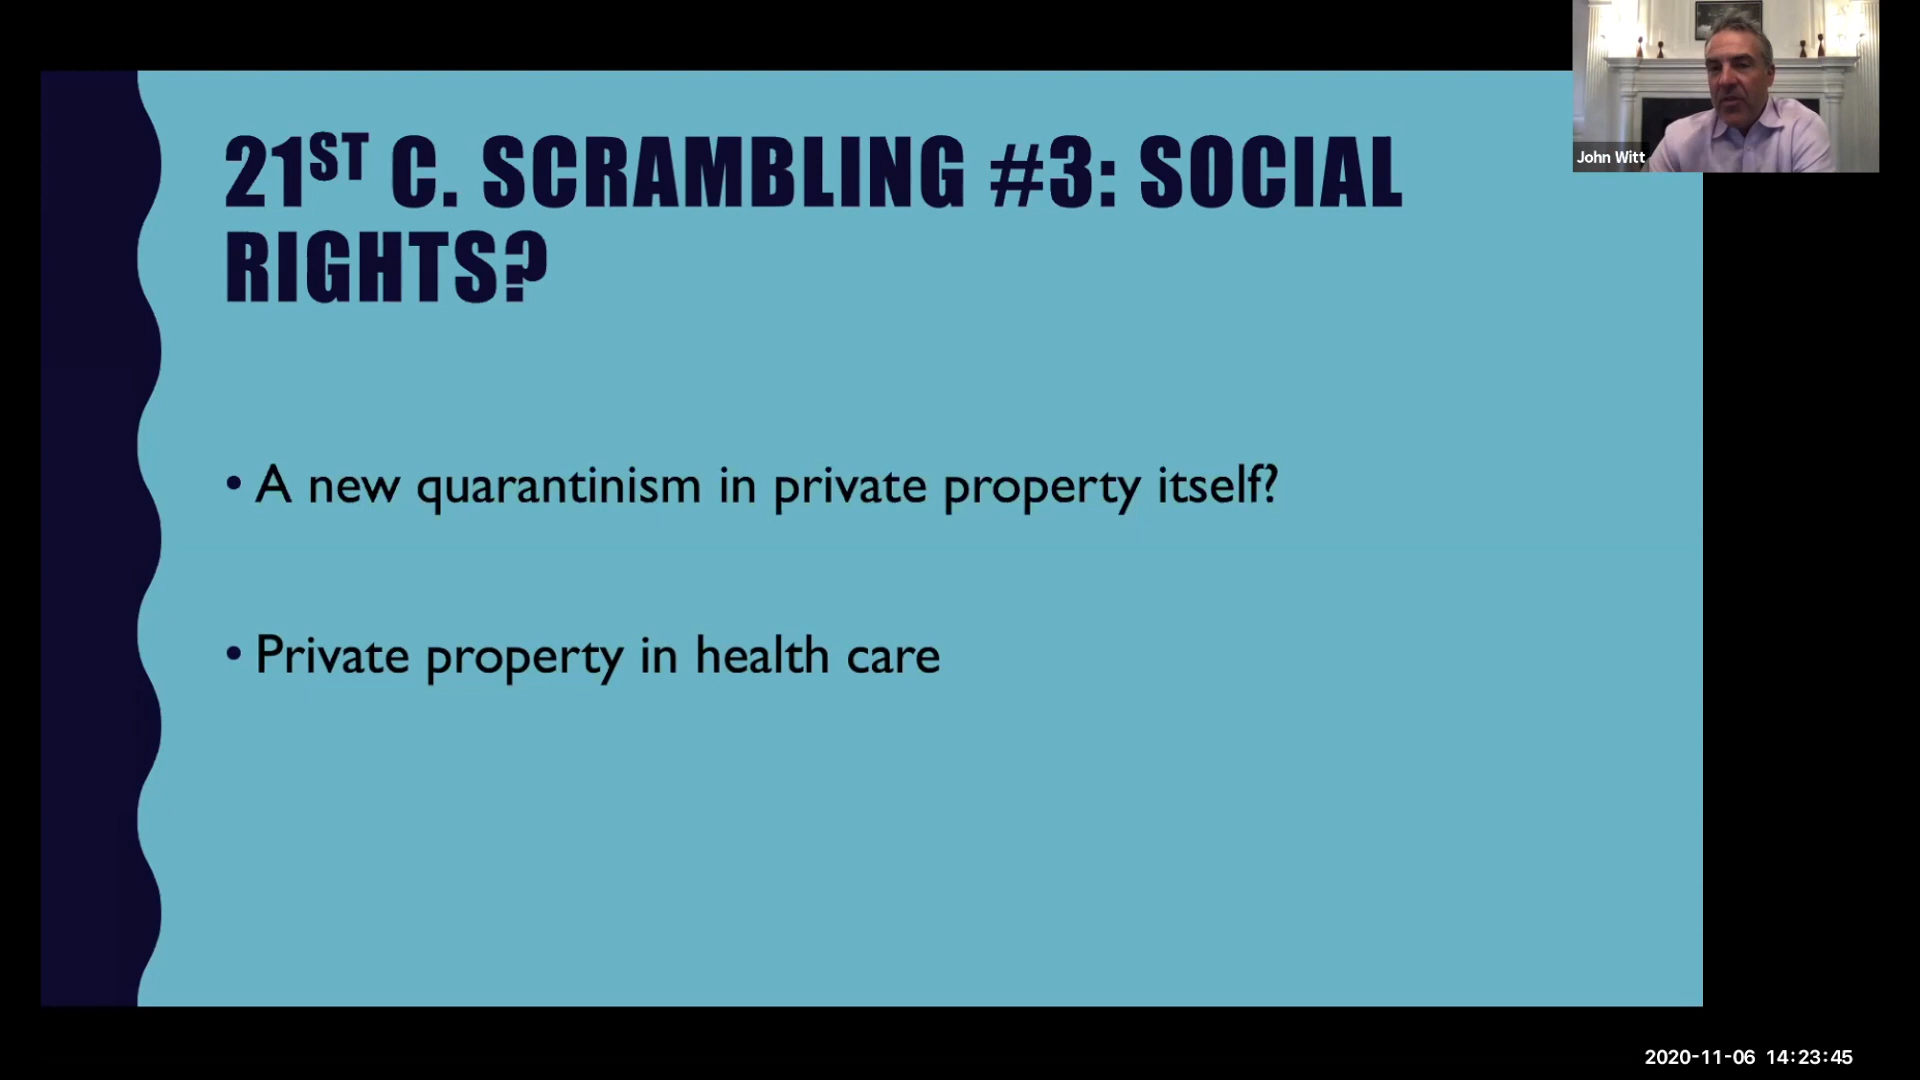 21ST C. SCRAMBLING #3: SOCIAL
RIGHTS?
• A new quarantinism in private property itself?
• Private property in health care
John Witt
2020-11-06 14:23:45